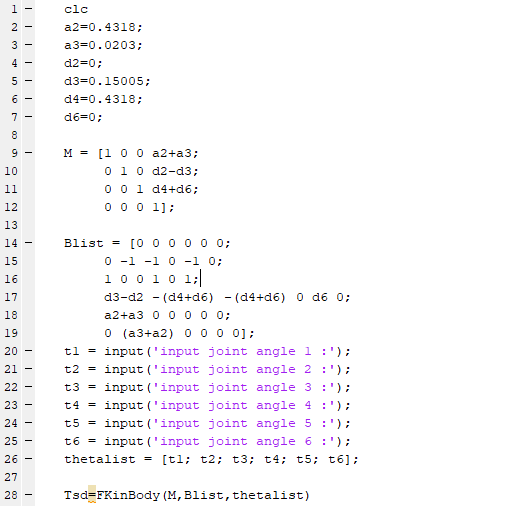 1 - clc
2 - a2=0.4318;
3 - a3=0.0203;
4 - d2=0;
5 - d3=0.15005;
6 - d4=0.4318;
7 - d6=0;
8
9 - M = [1 0 0 a2+a3;
10 0 1 0 d2-d3;
11 0 0 1 d4+d6;
12 0 0 0 1];
13
14 - Blist = [0 0 0 0 0 0;
15 0 -1 -1 0 -1 0;
16 1 0 0 1 0 1;
17 d3-d2 -(d4+d6) -(d4+d6) 0 d6 0;
18 a2+a3 0 0 0 0 0;
19 0 (a3+a2) 0 0 0 0];
20 - t1 = input('input joint angle 1 :');
21 - t2 = input('input joint angle 2 :');
22 - t3 = input('input joint angle 3 :');
23 - t4 = input('input joint angle 4 :');
24 - t5 = input('input joint angle 5 :');
25 - t6 = input('input joint angle 6 :');
26 - thetalist = [t1; t2; t3; t4; t5; t6];
27
28 - Tsd=FKinBody(M,Blist,thetalist)